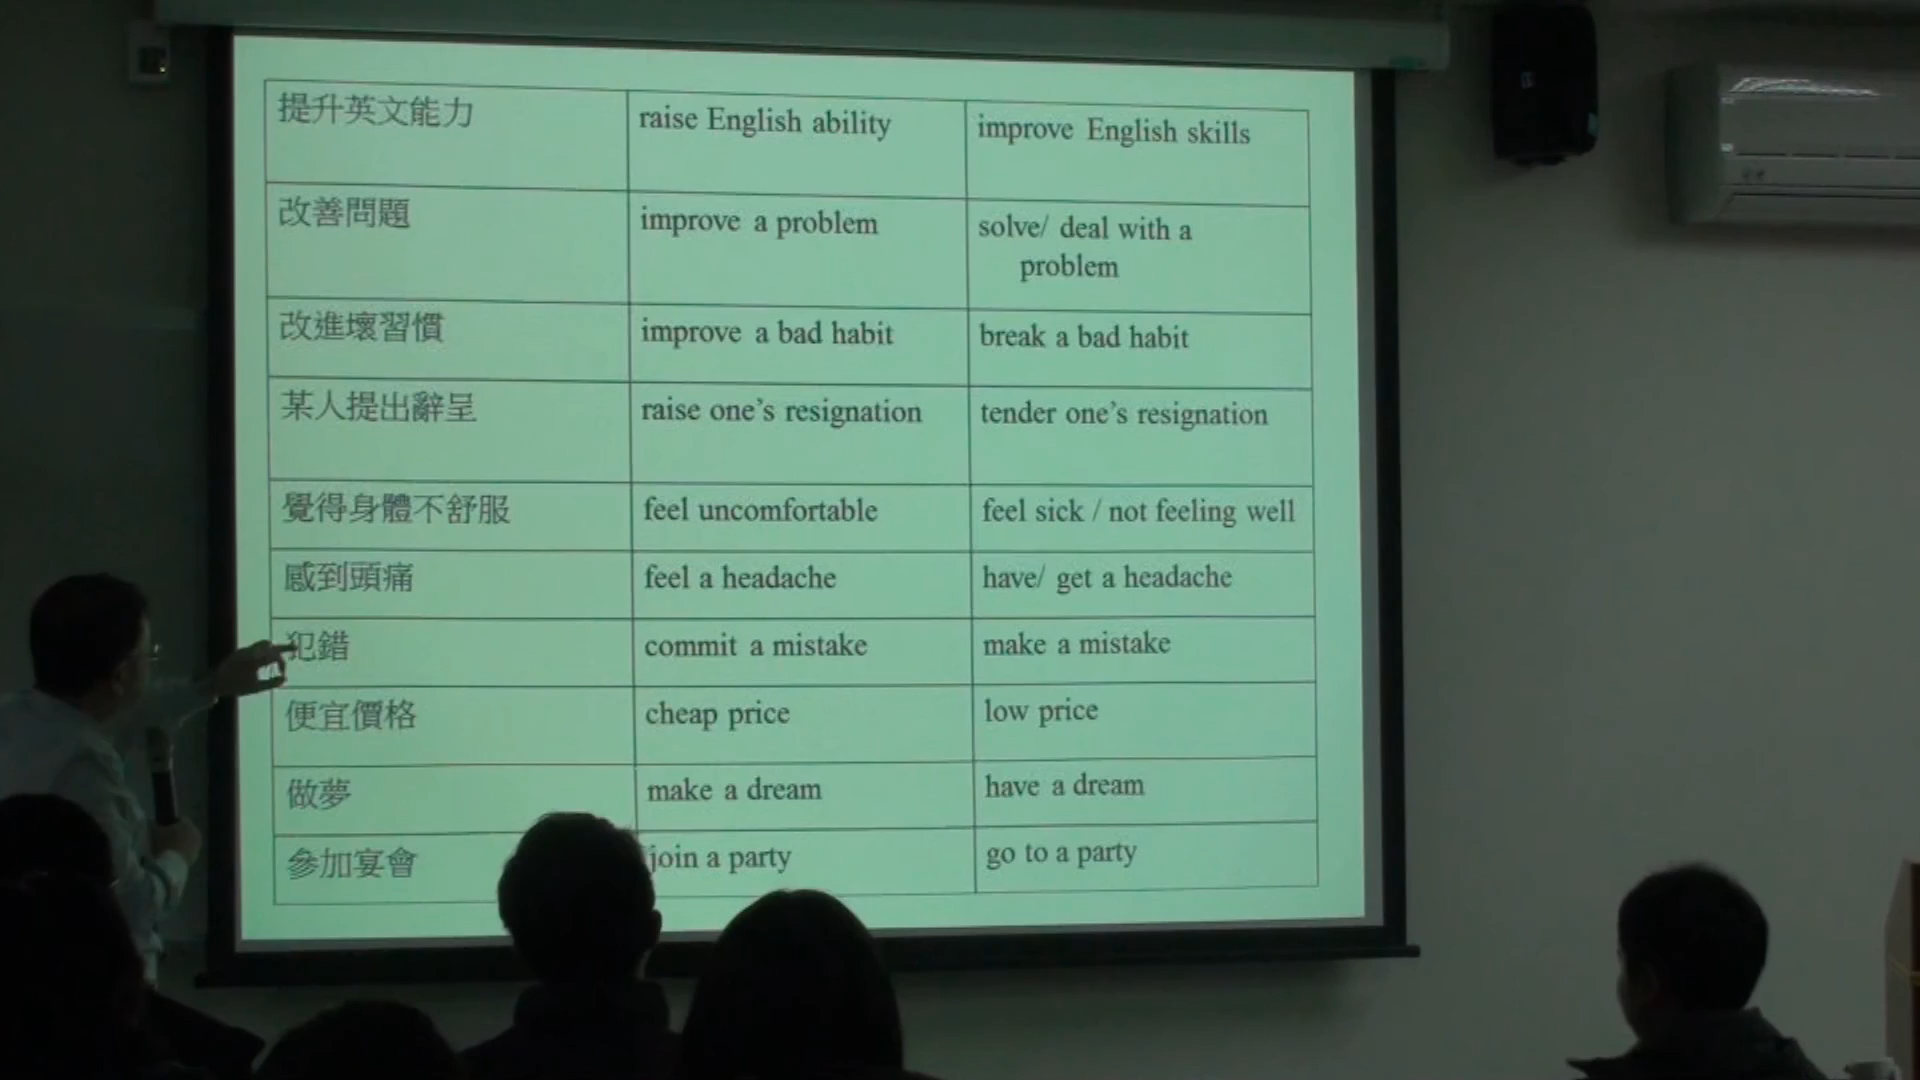 提升英文能力
raise English ability
improve English skills
改善問題
improve a problem
solve/ deal with a
problem
改進壞習慣
improve a bad habit
break a bad habit
某人提出辭呈
raise one’s resignation
tender one’s resignation
覺得身體不舒服
feel uncomfortable
feel sick / not feeling well
感到頭痛
feel a headache
have/ get a headache
犯錯
commit a mistake
make a mistake
便宜價格
cheap price
low price
做夢
make a dream
have a dream
參加宴會
join a party
go to a party